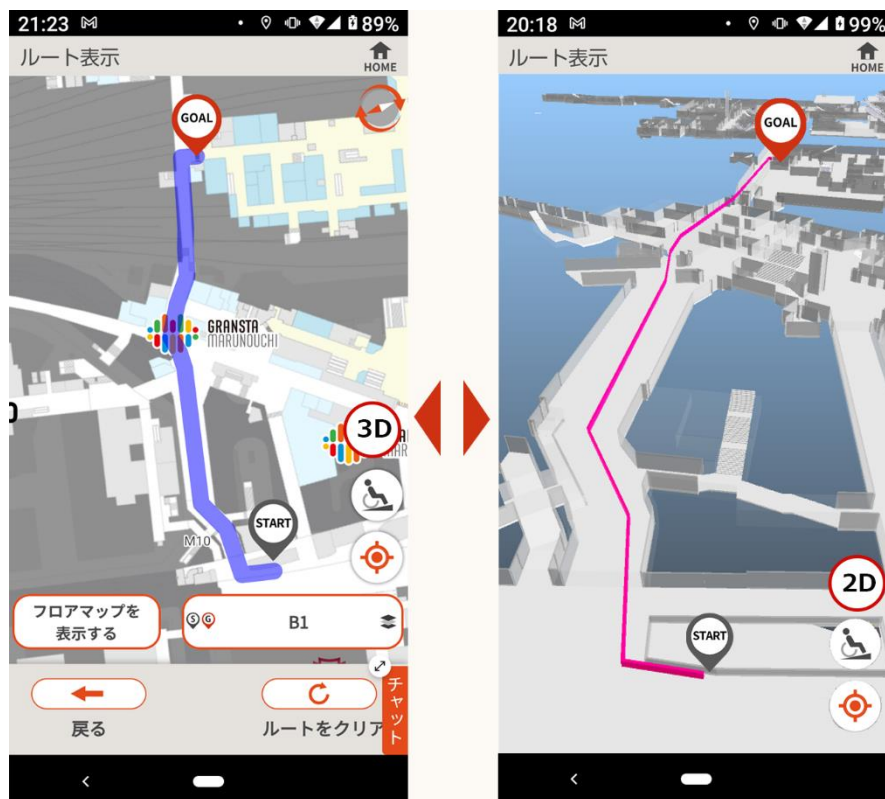 21:23
89%
ルート表示
HOME
GOAL
GRANSTA
MARUNOUCHI
3D
START
M10
フロアマップを
表示する
S G
B1
戻る
ルートをクリア
チャット
20:18
99%
ルート表示
HOME
GOAL
START
2D